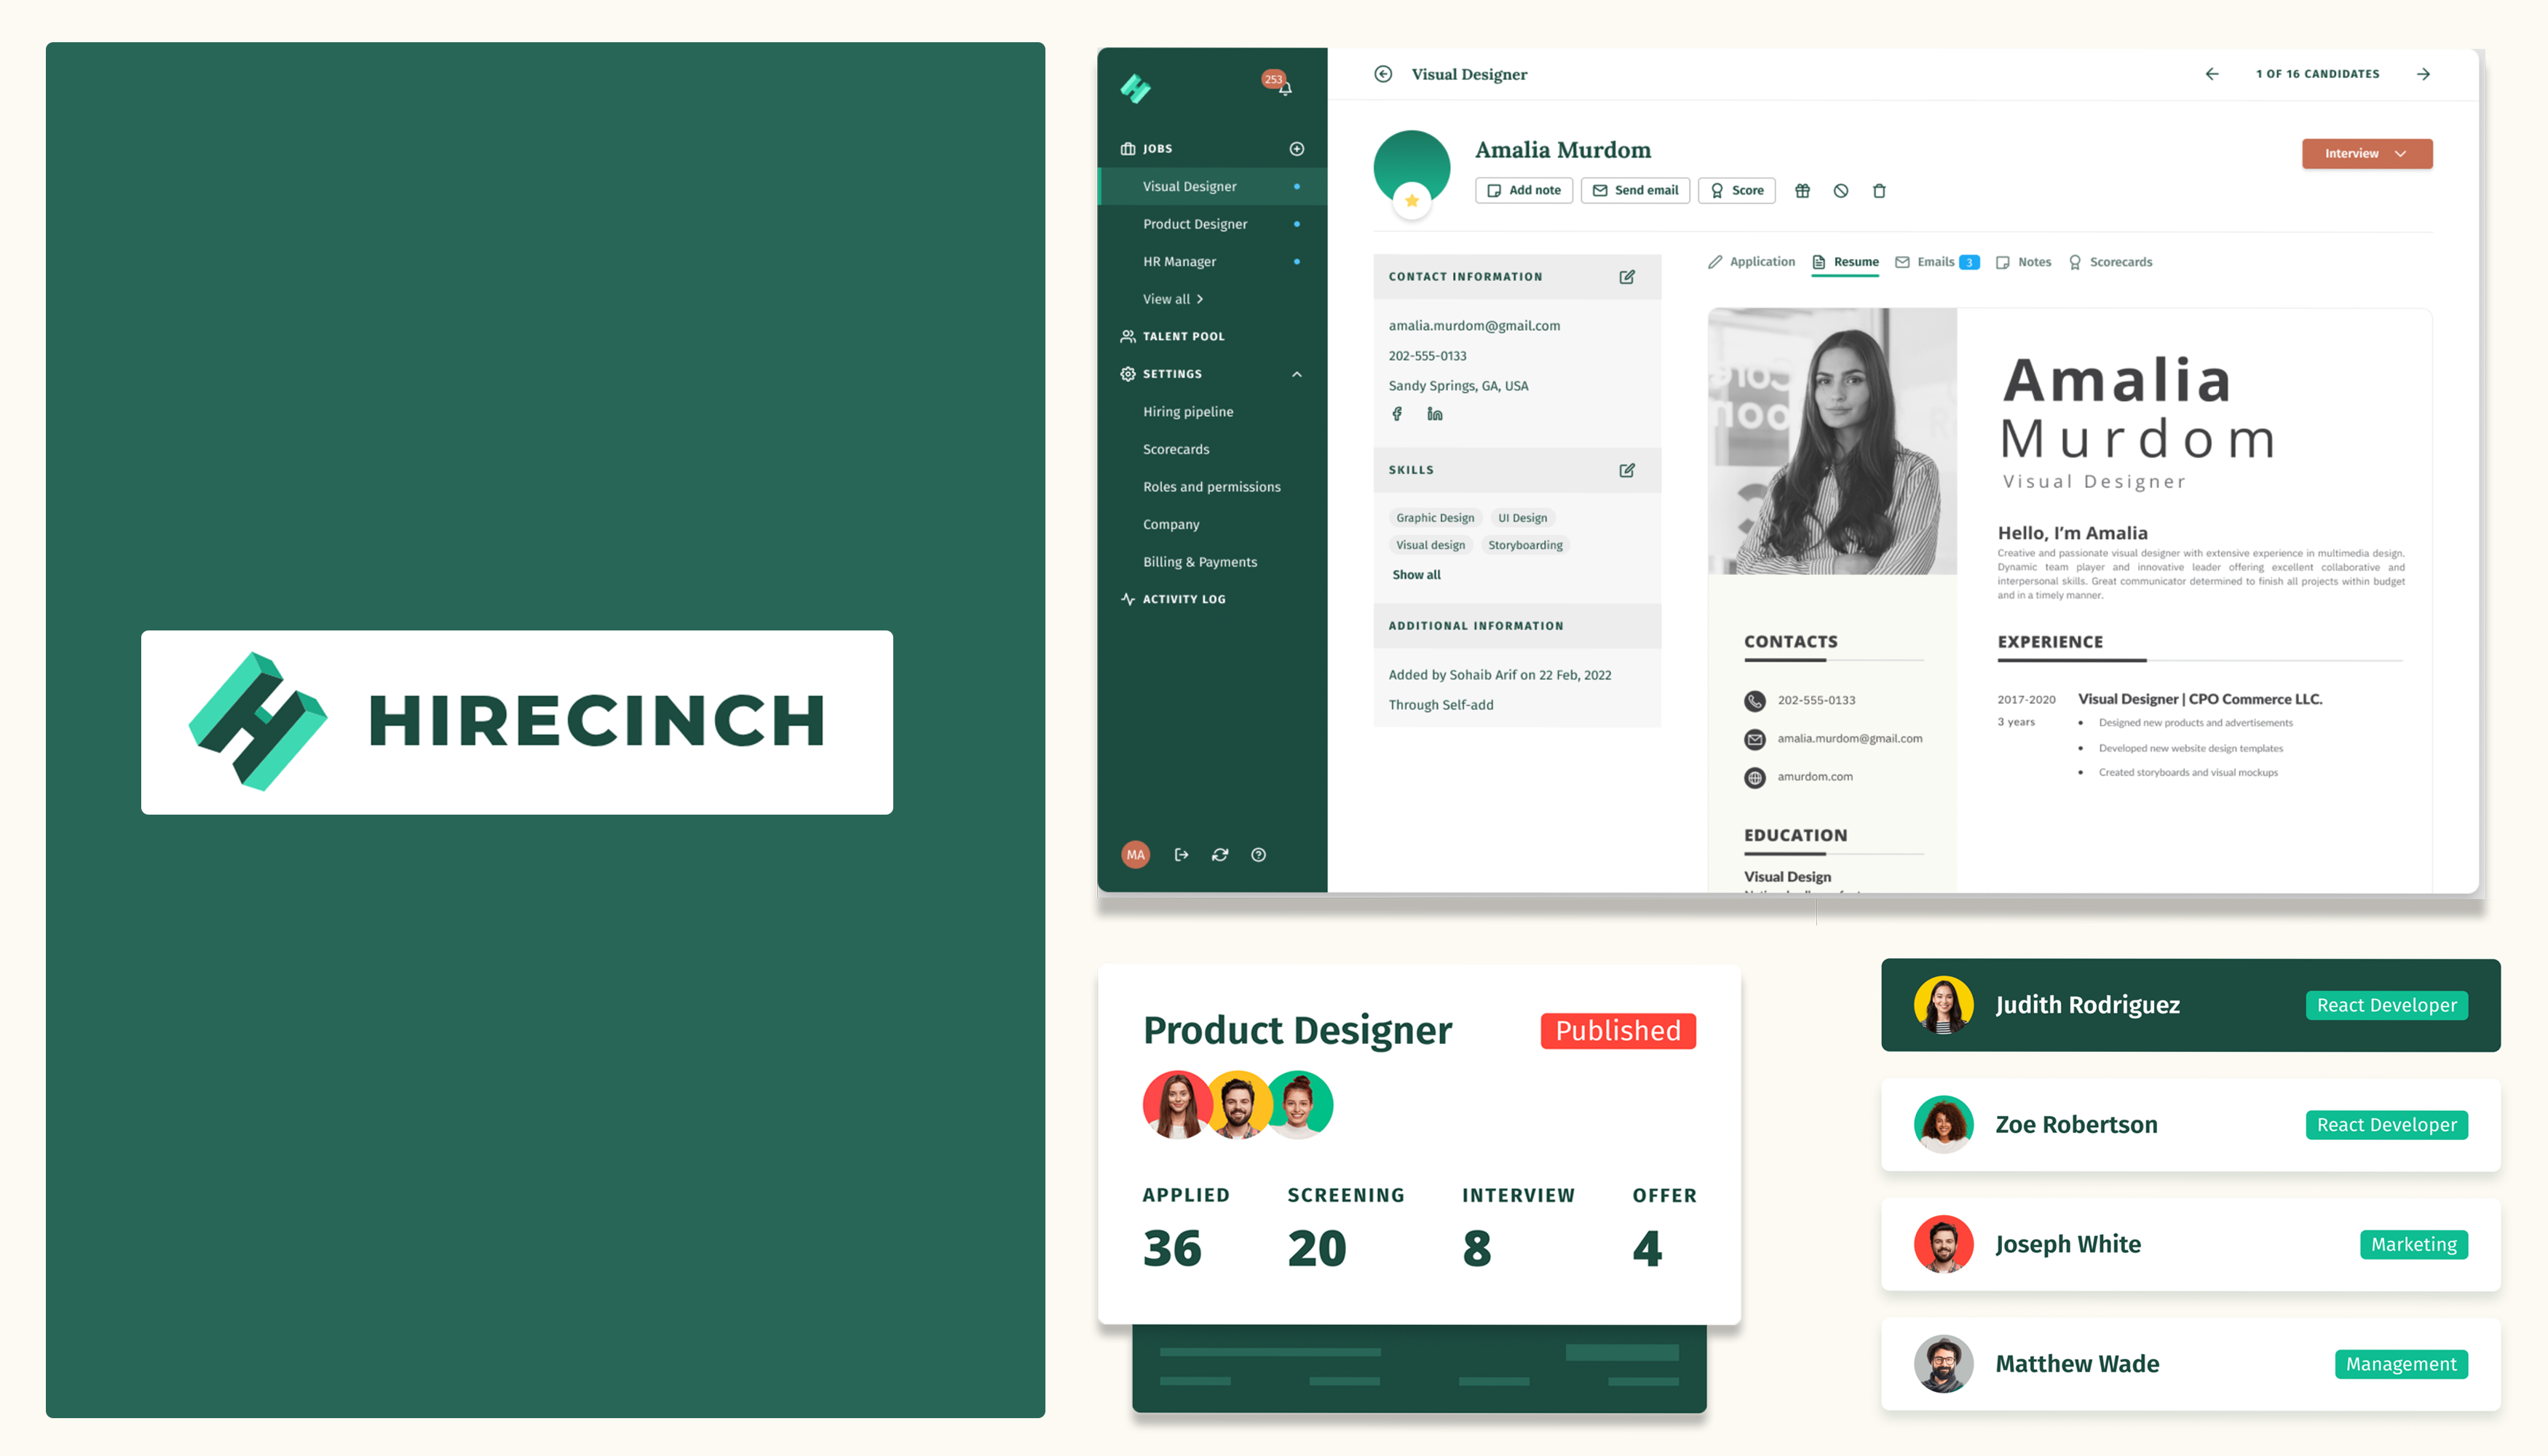 HIRECINCH
253
JOBS
Visual Designer
Product Designer
HR Manager
View all
TALENT POOL
SETTINGS
Hiring pipeline
Scorecards
Roles and permissions
Company
Billing & Payments
ACTIVITY LOG
MA
Visual Designer
1 OF 16 CANDIDATES
Amalia Murdom
Interview
Add note
Send email
Score
CONTACT INFORMATION
amalia.murdom@gmail.com
202-555-0133
Sandy Springs, GA, USA
SKILLS
Graphic Design UI Design
Visual design Storyboarding
Show all
ADDITIONAL INFORMATION
Added by Sohaib Arif on 22 Feb, 2022
Through Self-add
Application Resume Emails 3 Notes Scorecards
Amalia
Murdom
Visual Designer
Hello, I'm Amalia
Creative and passionate visual designer with extensive experience in multimedia design.
Dynamic team player and innovative leader offering excellent collaborative and
interpersonal skills. Great communicator determined to finish all projects within budget
and in a timely manner.
CONTACTS
202-555-0133
amalia.murdom@gmail.com
amurdom.com
EDUCATION
Visual Design
EXPERIENCE
2017-2020 Visual Designer | CPO Commerce LLC.
3 years
• Designed new products and advertisements
• Developed new website design templates
• Created storyboards and visual mockups
Product Designer
Published
APPLIED SCREENING INTERVIEW OFFER
36 20 8 4
Judith Rodriguez React Developer
Zoe Robertson React Developer
Joseph White Marketing
Matthew Wade Management